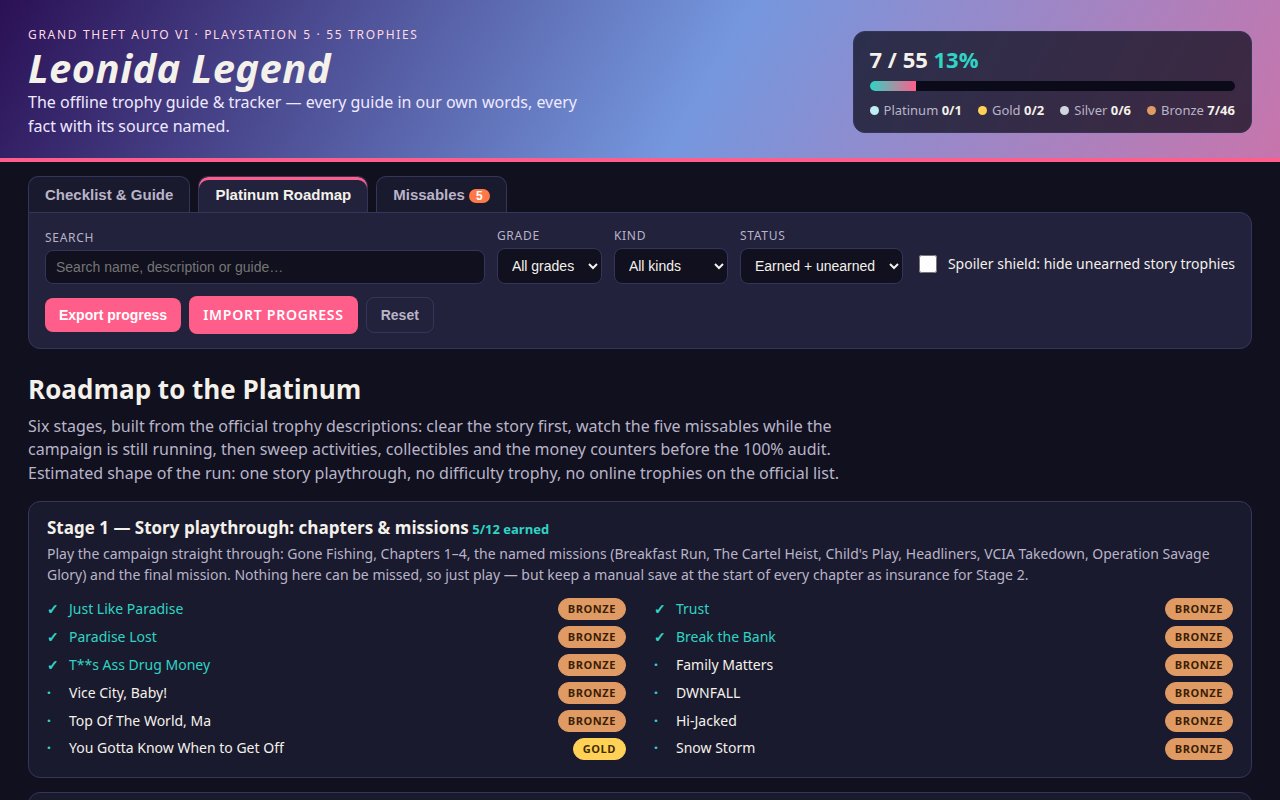 GRAND THEFT AUTO VI · PLAYSTATION 5 · 55 TROPHIES
Leonida Legend
The offline trophy guide & tracker — every guide in our own words, every
fact with its source named.
7 / 55 13%
Platinum 0/1 Gold 0/2 Silver 0/6 Bronze 7/46
Checklist & Guide Platinum Roadmap Missables 5
SEARCH GRADE KIND STATUS
Search name, description or guide… All grades All kinds Earned + unearned Spoiler shield: hide unearned story trophies
Export progress IMPORT PROGRESS Reset
Roadmap to the Platinum
Six stages, built from the official trophy descriptions: clear the story first, watch the five missables while the
campaign is still running, then sweep activities, collectibles and the money counters before the 100% audit.
Estimated shape of the run: one story playthrough, no difficulty trophy, no online trophies on the official list.
Stage 1 — Story playthrough: chapters & missions 5/12 earned
Play the campaign straight through: Gone Fishing, Chapters 1–4, the named missions (Breakfast Run, The Cartel Heist, Child's Play, Headliners, VCIA Takedown, Operation Savage
Glory) and the final mission. Nothing here can be missed, so just play — but keep a manual save at the start of every chapter as insurance for Stage 2.
✓ Just Like Paradise BRONZE ✓ Trust BRONZE
✓ Paradise Lost BRONZE ✓ Break the Bank BRONZE
✓ T**s Ass Drug Money BRONZE · Family Matters BRONZE
· Vice City, Baby! BRONZE · DWNFALL BRONZE
· Top Of The World, Ma BRONZE · Hi-Jacked BRONZE
· You Gotta Know When to Get Off GOLD · Snow Storm BRONZE